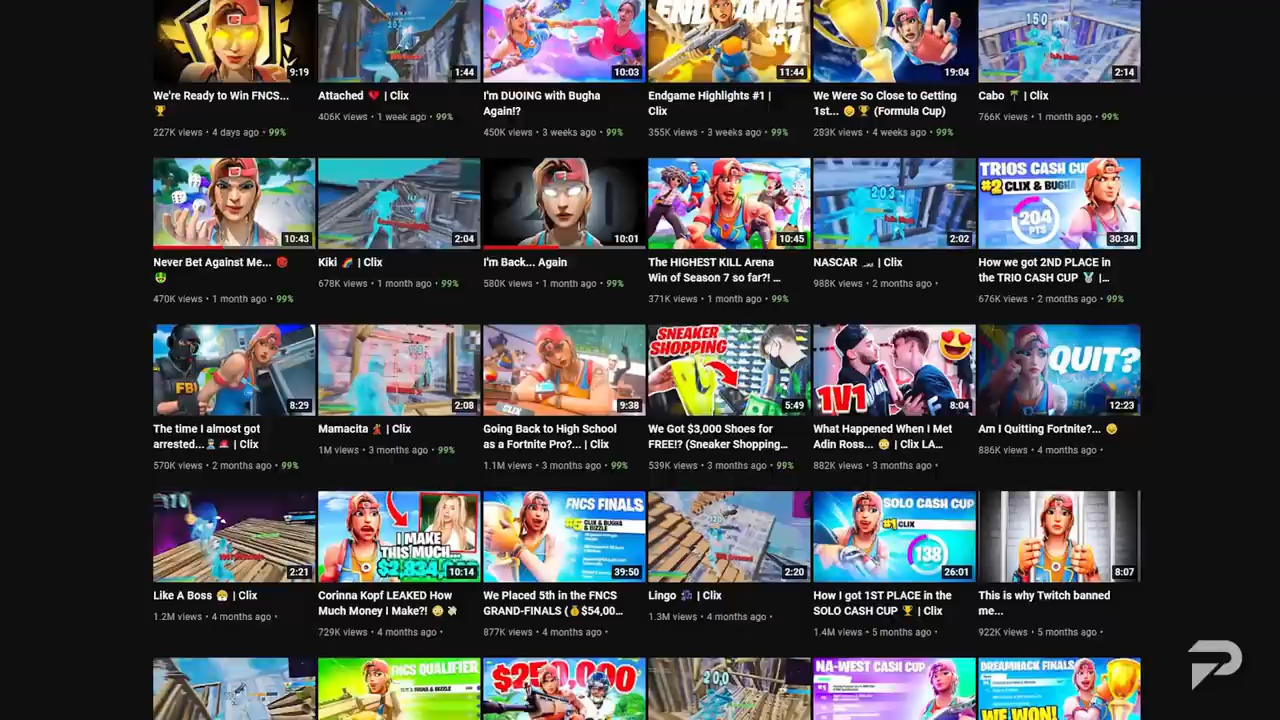 ENDGAME
#1
150
9:19
1:44
10:03
11:44
19:04
2:14
We're Ready to Win FNCS...
🏆
227K views • 4 days ago • 99%
Attached 💔 | Clix
406K views • 1 week ago • 99%
I'm DUOING with Bugha
Again!?
450K views • 3 weeks ago • 99%
Endgame Highlights #1 |
Clix
355K views • 3 weeks ago • 99%
We Were So Close to Getting
1st... 😔🏆 (Formula Cup)
283K views • 4 weeks ago • 99%
Cabo 🌴 | Clix
766K views • 1 month ago • 99%
200
203
TRIOS CASH CUP
#2 CLIX & BUGHA
204
PTS
10:43
2:04
10:01
10:45
2:02
30:34
Never Bet Against Me... 👹
🤑
470K views • 1 month ago • 99%
Kiki 🌈 | Clix
678K views • 1 month ago • 99%
I'm Back... Again
580K views • 1 month ago • 99%
The HIGHEST KILL Arena
Win of Season 7 so far?! ...
371K views • 1 month ago • 99%
NASCAR 🏎️ | Clix
988K views • 2 months ago •
How we got 2ND PLACE in
the TRIO CASH CUP 🥈 |...
676K views • 2 months ago • 99%
FBI
CLIX
SNEAKER
SHOPPING
1V1
QUIT?
8:29
2:08
9:38
5:49
8:04
12:23
The time I almost got
arrested...👮🚨 | Clix
570K views • 2 months ago • 99%
Mamacita 💃 | Clix
1M views • 3 months ago • 99%
Going Back to High School
as a Fortnite Pro?... | Clix
1.1M views • 3 months ago • 99%
We Got $3,000 Shoes for
FREE!? (Sneaker Shopping...
539K views • 3 months ago • 99%
What Happened When I Met
Adin Ross... 😳 | Clix LA...
882K views • 3 months ago •
Am I Quitting Fortnite?... 😔
886K views • 4 months ago •
I MAKE
THIS MUCH...
FNCS FINALS
CLIX & BUGHA
& BIZZLE
SOLO CASH CUP
#1 CLIX
138
2:21
10:14
39:50
2:20
26:01
8:07
Like A Boss 😤 | Clix
1.2M views • 4 months ago •
Corinna Kopf LEAKED How
Much Money I Make?! 😳 💸
729K views • 4 months ago •
We Placed 5th in the FNCS
GRAND-FINALS (💰$54,00...
877K views • 4 months ago •
Lingo 🎶 | Clix
1.3M views • 4 months ago •
How I got 1ST PLACE in the
SOLO CASH CUP 🏆 | Clix
1.4M views • 5 months ago •
This is why Twitch banned
me...
922K views • 5 months ago •
FNCS QUALIFIER
CLIX & BUGHA & BIZZLE
$250,000
200
NA-WEST CASH CUP
DREAMHACK FINALS
WE WON!